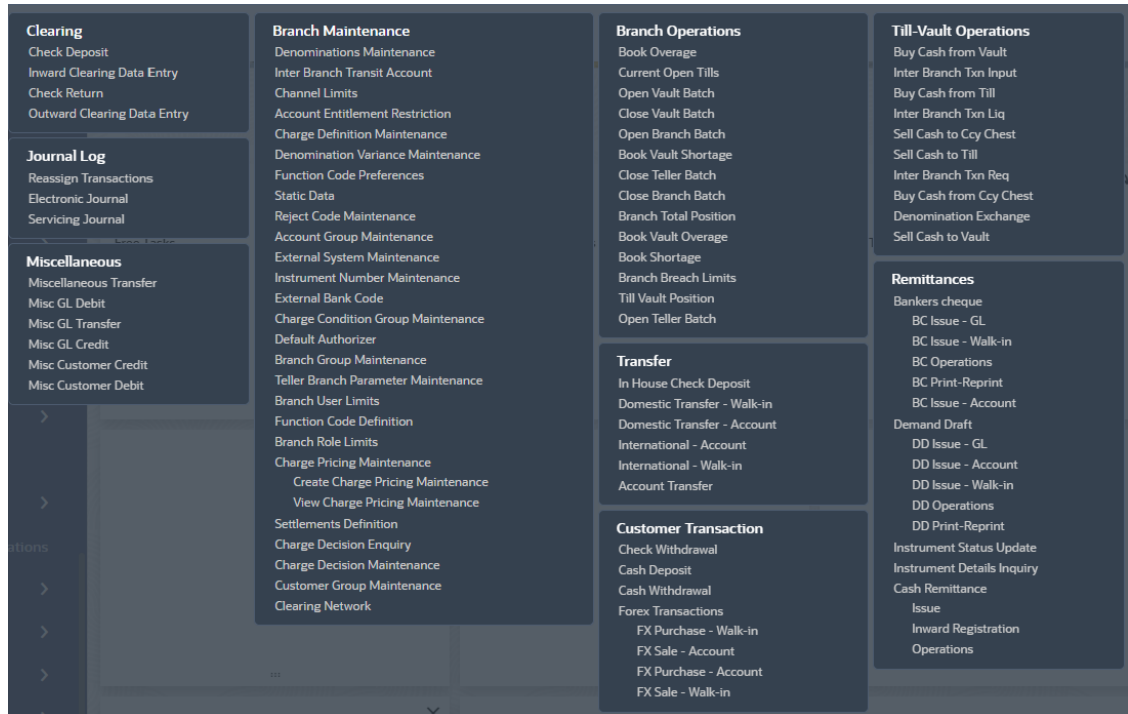 Clearing
Check Deposit
Inward Clearing Data Entry
Check Return
Outward Clearing Data Entry
Journal Log
Reassign Transactions
Electronic Journal
Servicing Journal
Free Tasks
Miscellaneous
Miscellaneous Transfer
Misc GL Debit
Misc GL Transfer
Misc GL Credit
Misc Customer Credit
Misc Customer Debit
Branch Maintenance
Denominations Maintenance
Inter Branch Transit Account
Channel Limits
Account Entitlement Restriction
Charge Definition Maintenance
Denomination Variance Maintenance
Function Code Preferences
Static Data
Reject Code Maintenance
Account Group Maintenance
External System Maintenance
Instrument Number Maintenance
External Bank Code
Charge Condition Group Maintenance
Default Authorizer
Branch Group Maintenance
Teller Branch Parameter Maintenance
Branch User Limits
Function Code Definition
Branch Role Limits
Charge Pricing Maintenance
Create Charge Pricing Maintenance
View Charge Pricing Maintenance
Settlements Definition
Charge Decision Enquiry
Charge Decision Maintenance
Customer Group Maintenance
Clearing Network
Branch Operations
Book Overage
Current Open Tills
Open Vault Batch
Close Vault Batch
Open Branch Batch
Book Vault Shortage
Close Teller Batch
Close Branch Batch
Branch Total Position
Book Vault Overage
Book Shortage
Branch Breach Limits
Till Vault Position
Open Teller Batch
Transfer
In House Check Deposit
Domestic Transfer - Walk-in
Domestic Transfer - Account
International - Account
International - Walk-in
Account Transfer
Customer Transaction
Check Withdrawal
Cash Deposit
Cash Withdrawal
Forex Transactions
FX Purchase - Walk-in
FX Sale - Account
FX Purchase - Account
FX Sale - Walk-in
Till-Vault Operations
Buy Cash from Vault
Inter Branch Txn Input
Buy Cash from Till
Inter Branch Txn Liq
Sell Cash to Ccy Chest
Sell Cash to Till
Inter Branch Txn Req
Buy Cash from Ccy Chest
Denomination Exchange
Sell Cash to Vault
Remittances
Bankers cheque
BC Issue - GL
BC Issue - Walk-in
BC Operations
BC Print-Reprint
BC Issue - Account
Demand Draft
DD Issue - GL
DD Issue - Account
DD Issue - Walk-in
DD Operations
DD Print-Reprint
Instrument Status Update
Instrument Details Inquiry
Cash Remittance
Issue
Inward Registration
Operations